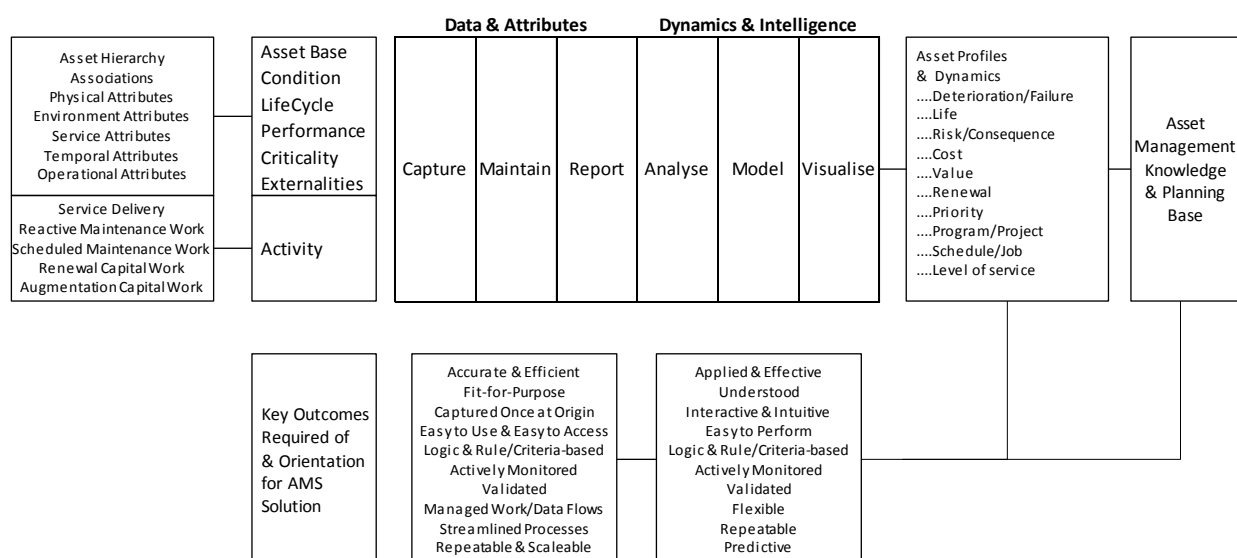 Data & Attributes
Dynamics & Intelligence
Asset Hierarchy
Associations
Physical Attributes
Environment Attributes
Service Attributes
Temporal Attributes
Operational Attributes
Service Delivery
Reactive Maintenance Work
Scheduled Maintenance Work
Renewal Capital Work
Augmentation Capital Work
Asset Base
Condition
LifeCycle
Performance
Criticality
Externalities
Activity
Capture
Maintain
Report
Analyse
Model
Visualise
Asset Profiles
& Dynamics
....Deterioration/Failure
....Life
....Risk/Consequence
....Cost
....Value
....Renewal
....Priority
....Program/Project
....Schedule/Job
....Level of service
Asset
Management
Knowledge
& Planning
Base
Key Outcomes
Required of
& Orientation
for AMS
Solution
Accurate & Efficient
Fit-for-Purpose
Captured Once at Origin
Easy to Use & Easy to Access
Logic & Rule/Criteria-based
Actively Monitored
Validated
Managed Work/Data Flows
Streamlined Processes
Repeatable & Scaleable
Applied & Effective
Understood
Interactive & Intuitive
Easy to Perform
Logic & Rule/Criteria-based
Actively Monitored
Validated
Flexible
Repeatable
Predictive